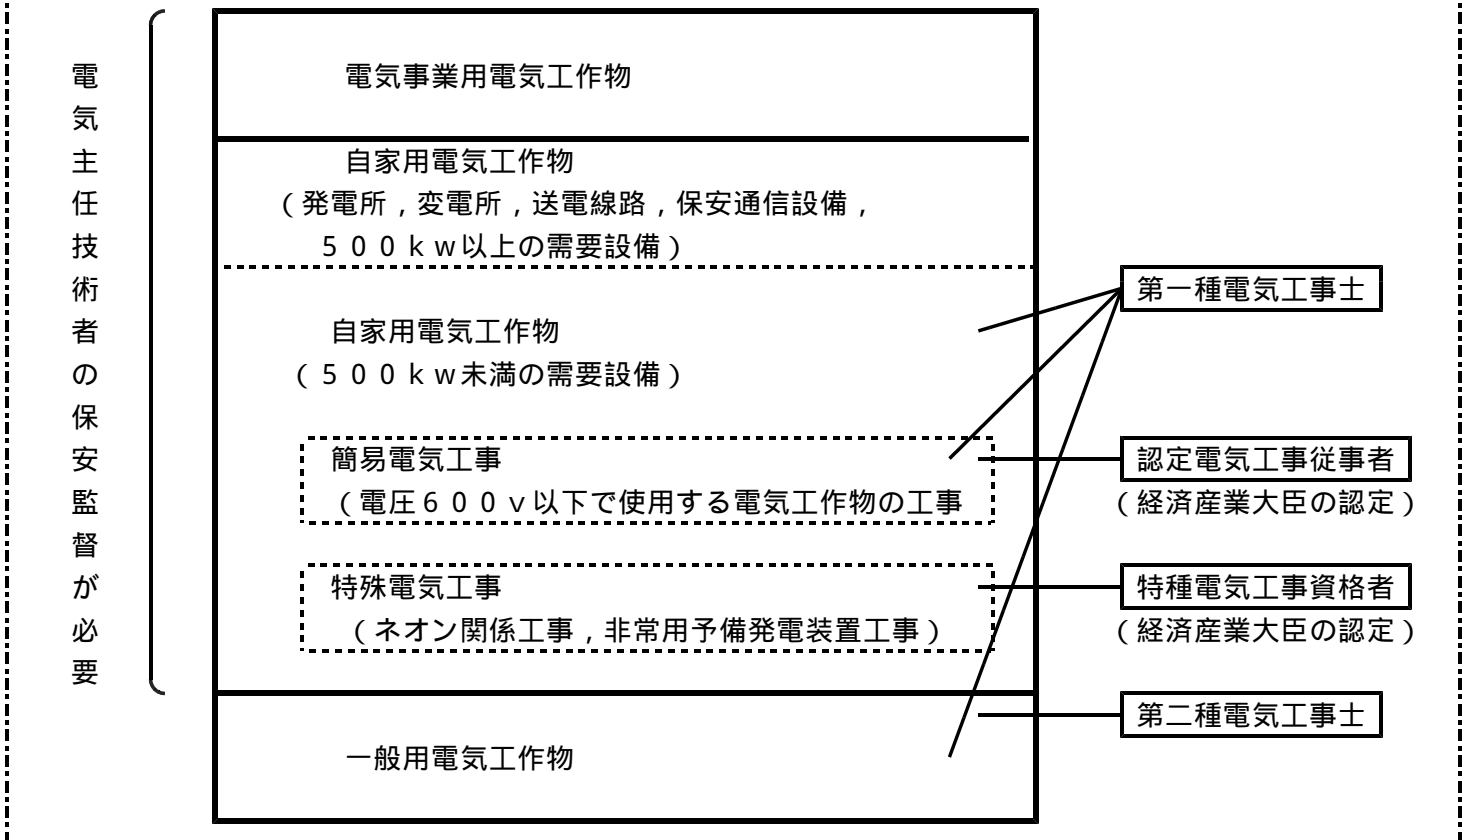 電気主任技術者の保安監督が必要
電気事業用電気工作物
自家用電気工作物
（発電所，変電所，送電線路，保安通信設備，
５００ｋｗ以上の需要設備）
自家用電気工作物
（５００ｋｗ未満の需要設備）
簡易電気工事
（電圧６００ｖ以下で使用する電気工作物の工事
特殊電気工事
（ネオン関係工事，非常用予備発電装置工事）
一般用電気工作物
第一種電気工事士
認定電気工事従事者
（経済産業大臣の認定）
特種電気工事資格者
（経済産業大臣の認定）
第二種電気工事士